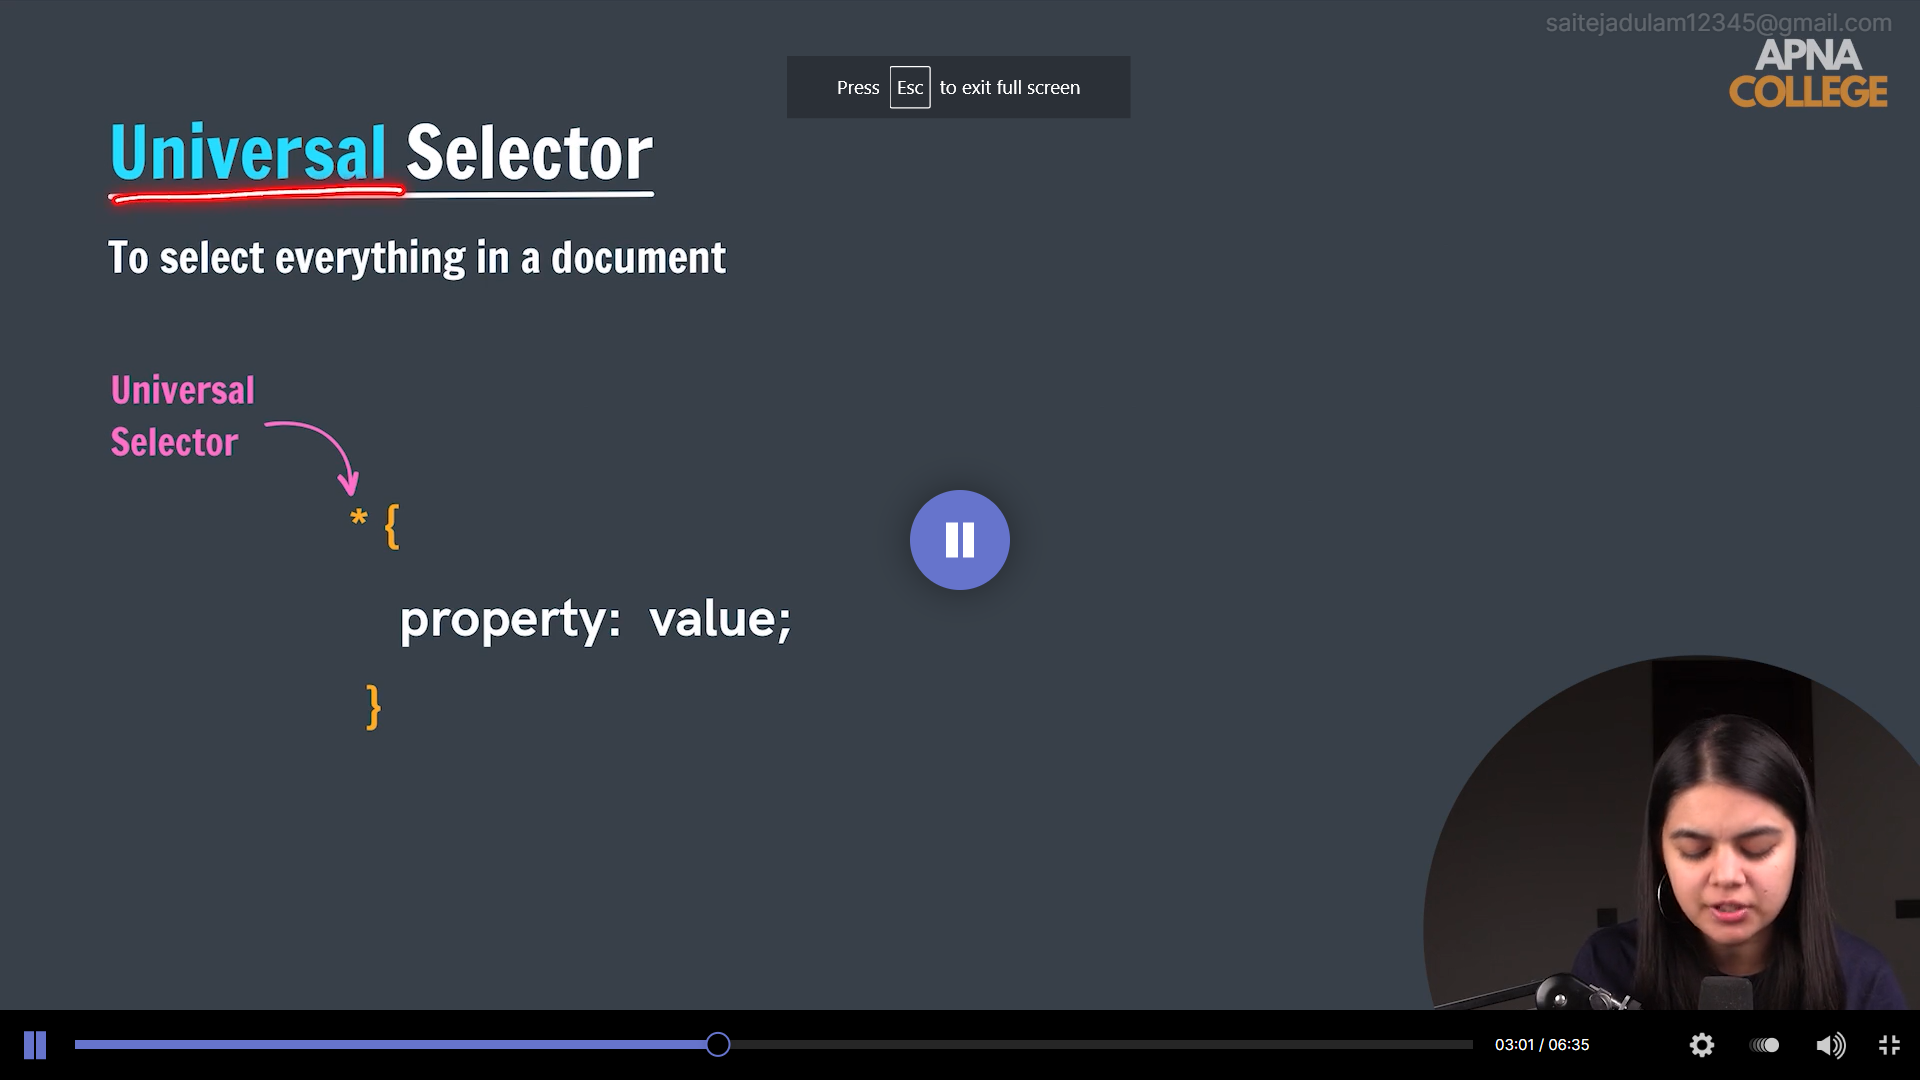 saitejadulam12345@gmail.com
APNA
COLLEGE
Press Esc to exit full screen
Universal Selector
To select everything in a document
Universal
Selector
* {
property: value;
}
03:01 / 06:35